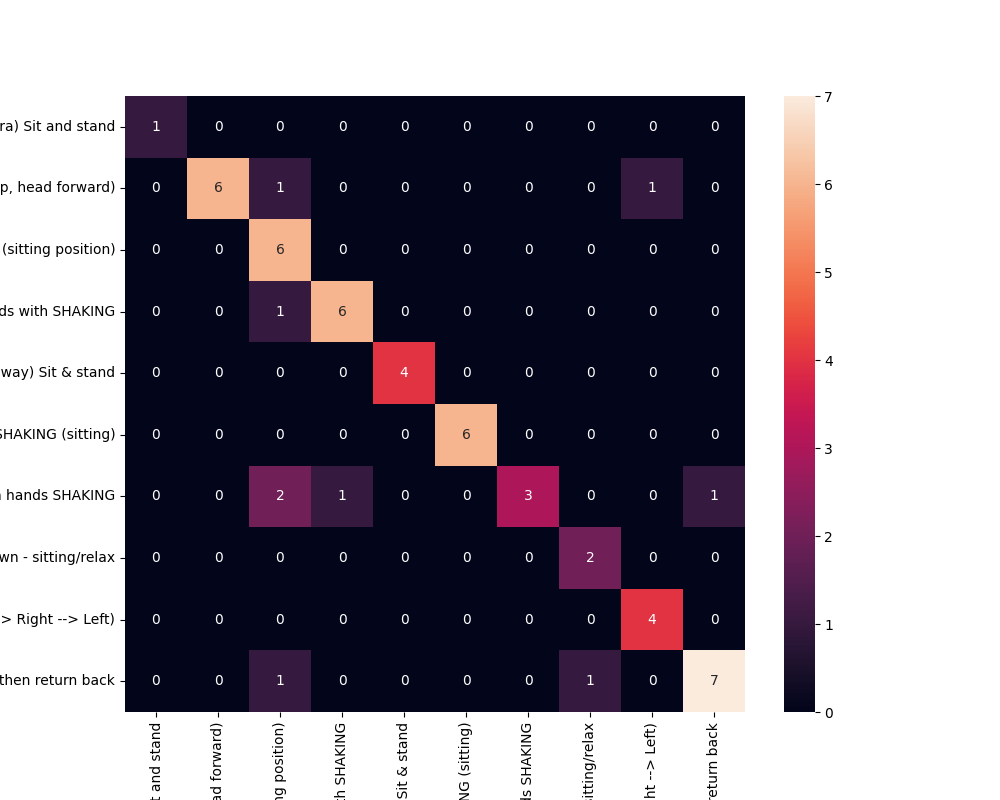 ra) Sit and stand 1 0 0 0 0 0 0 0 0 0
p, head forward) 0 6 1 0 0 0 0 0 1 0
(sitting position) 0 0 6 0 0 0 0 0 0 0
ds with SHAKING 0 0 1 6 0 0 0 0 0 0
way) Sit & stand 0 0 0 0 4 0 0 0 0 0
SHAKING (sitting) 0 0 0 0 0 6 0 0 0 0
hands SHAKING 0 0 2 1 0 0 3 0 0 1
wn - sitting/relax 0 0 0 0 0 0 0 2 0 0
> Right --> Left) 0 0 0 0 0 0 0 0 4 0
then return back 0 0 1 0 0 0 0 1 0 7
t and stand
ad forward)
ng position)
th SHAKING
Sit & stand
NG (sitting)
ds SHAKING
sitting/relax
ht --> Left)
return back
7
6
5
4
3
2
1
0